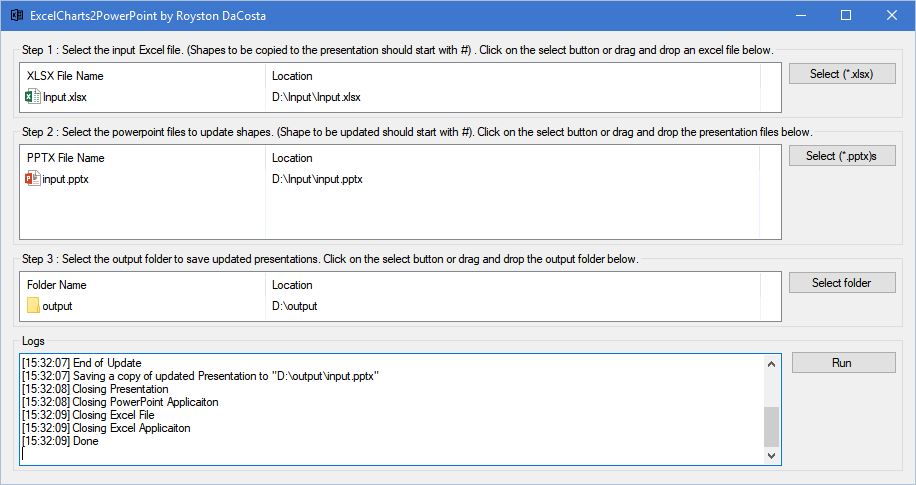 ExcelCharts2PowerPoint by Royston DaCosta
Step 1 : Select the input Excel file. (Shapes to be copied to the presentation should start with #) . Click on the select button or drag and drop an excel file below.
XLSX File Name Location
Input.xlsx D:\Input\Input.xlsx
Select (*.xlsx)
Step 2 : Select the powerpoint files to update shapes. (Shape to be updated should start with #). Click on the select button or drag and drop the presentation files below.
PPTX File Name Location
input.pptx D:\Input\input.pptx
Select (*.pptx)s
Step 3 : Select the output folder to save updated presentations. Click on the select button or drag and drop the output folder below.
Folder Name Location
output D:\output
Select folder
Logs
[15:32:07] End of Update
[15:32:07] Saving a copy of updated Presentation to "D:\output\input.pptx"
[15:32:08] Closing Presentation
[15:32:08] Closing PowerPoint Applicaiton
[15:32:09] Closing Excel File
[15:32:09] Closing Excel Applicaiton
[15:32:09] Done
Run